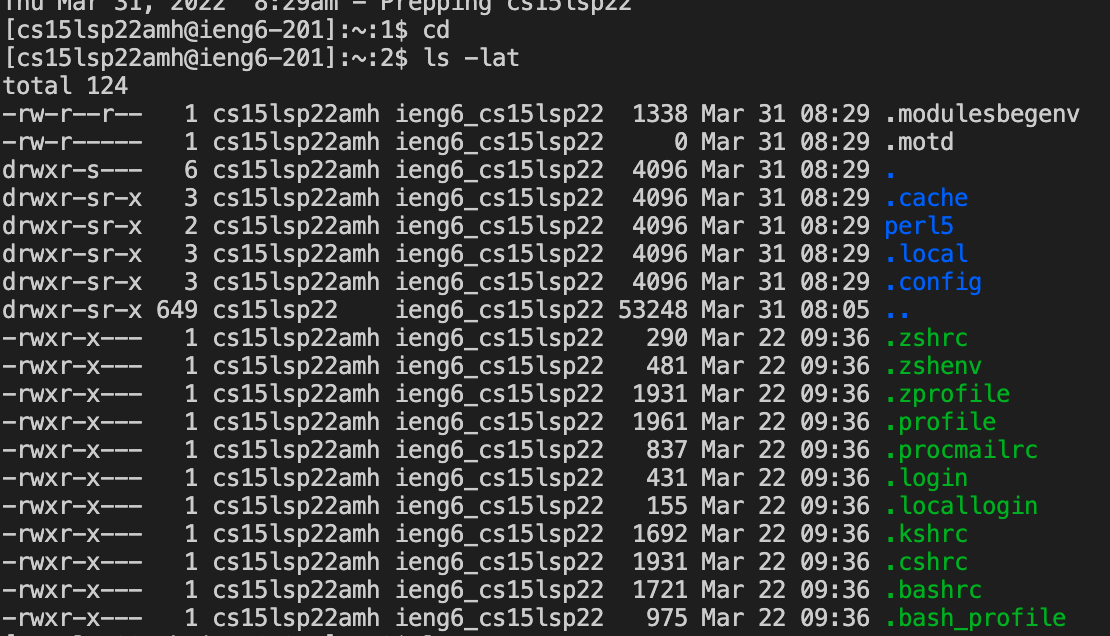 Thu Mar 31, 2022 8:29am - Prepping cs15lsp22
[cs15lsp22amh@ieng6-201]:~:1$ cd
[cs15lsp22amh@ieng6-201]:~:2$ ls -lat
total 124
-rw-r--r-- 1 cs15lsp22amh ieng6_cs15lsp22 1338 Mar 31 08:29 .modulesbegenv
-rw-r----- 1 cs15lsp22amh ieng6_cs15lsp22 0 Mar 31 08:29 .motd
drwxr-s--- 6 cs15lsp22amh ieng6_cs15lsp22 4096 Mar 31 08:29 .
drwxr-sr-x 3 cs15lsp22amh ieng6_cs15lsp22 4096 Mar 31 08:29 .cache
drwxr-sr-x 2 cs15lsp22amh ieng6_cs15lsp22 4096 Mar 31 08:29 perl5
drwxr-sr-x 3 cs15lsp22amh ieng6_cs15lsp22 4096 Mar 31 08:29 .local
drwxr-sr-x 3 cs15lsp22amh ieng6_cs15lsp22 4096 Mar 31 08:29 .config
drwxr-sr-x 649 cs15lsp22 ieng6_cs15lsp22 53248 Mar 31 08:05 ..
-rwxr-x--- 1 cs15lsp22amh ieng6_cs15lsp22 290 Mar 22 09:36 .zshrc
-rwxr-x--- 1 cs15lsp22amh ieng6_cs15lsp22 481 Mar 22 09:36 .zshenv
-rwxr-x--- 1 cs15lsp22amh ieng6_cs15lsp22 1931 Mar 22 09:36 .zprofile
-rwxr-x--- 1 cs15lsp22amh ieng6_cs15lsp22 1961 Mar 22 09:36 .profile
-rwxr-x--- 1 cs15lsp22amh ieng6_cs15lsp22 837 Mar 22 09:36 .procmailrc
-rwxr-x--- 1 cs15lsp22amh ieng6_cs15lsp22 431 Mar 22 09:36 .login
-rwxr-x--- 1 cs15lsp22amh ieng6_cs15lsp22 155 Mar 22 09:36 .locallogin
-rwxr-x--- 1 cs15lsp22amh ieng6_cs15lsp22 1692 Mar 22 09:36 .kshrc
-rwxr-x--- 1 cs15lsp22amh ieng6_cs15lsp22 1931 Mar 22 09:36 .cshrc
-rwxr-x--- 1 cs15lsp22amh ieng6_cs15lsp22 1721 Mar 22 09:36 .bashrc
-rwxr-x--- 1 cs15lsp22amh ieng6_cs15lsp22 975 Mar 22 09:36 .bash_profile